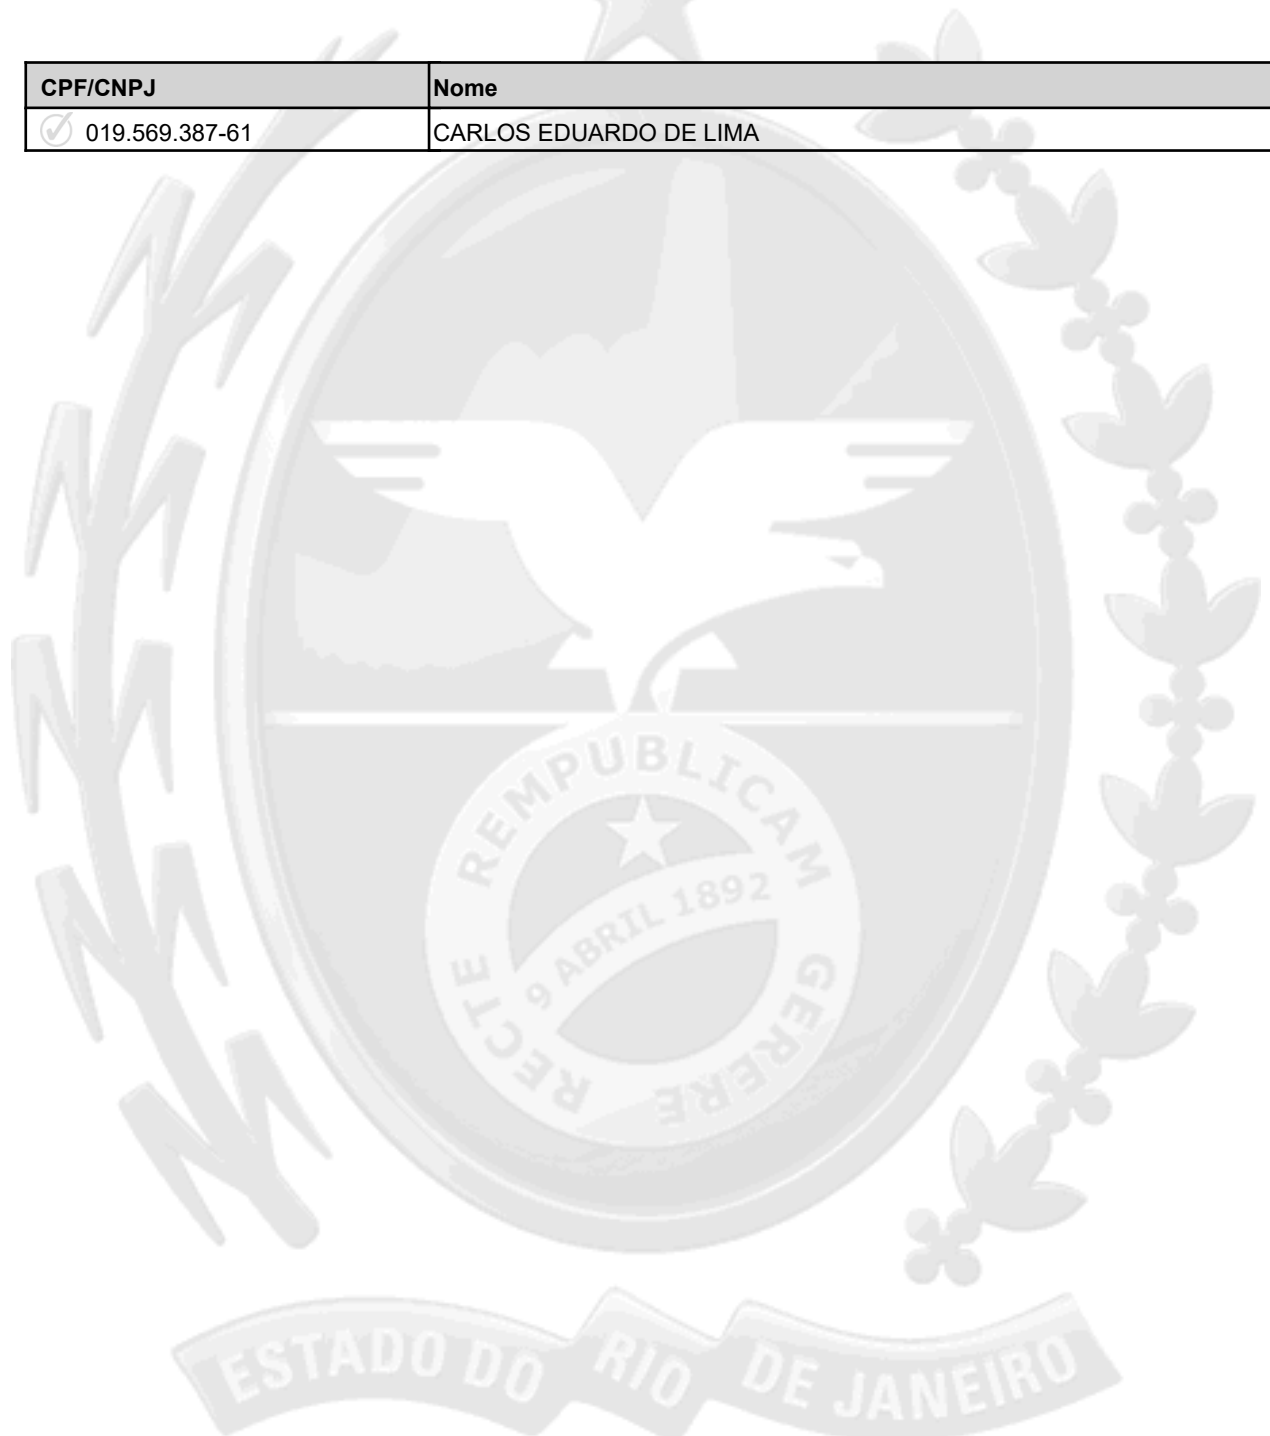 CPF/CNPJ Nome
019.569.387-61 CARLOS EDUARDO DE LIMA
REMPUBLICAM
9 ABRIL 1892
RECTE GERERE
ESTADO DO RIO DE JANEIRO